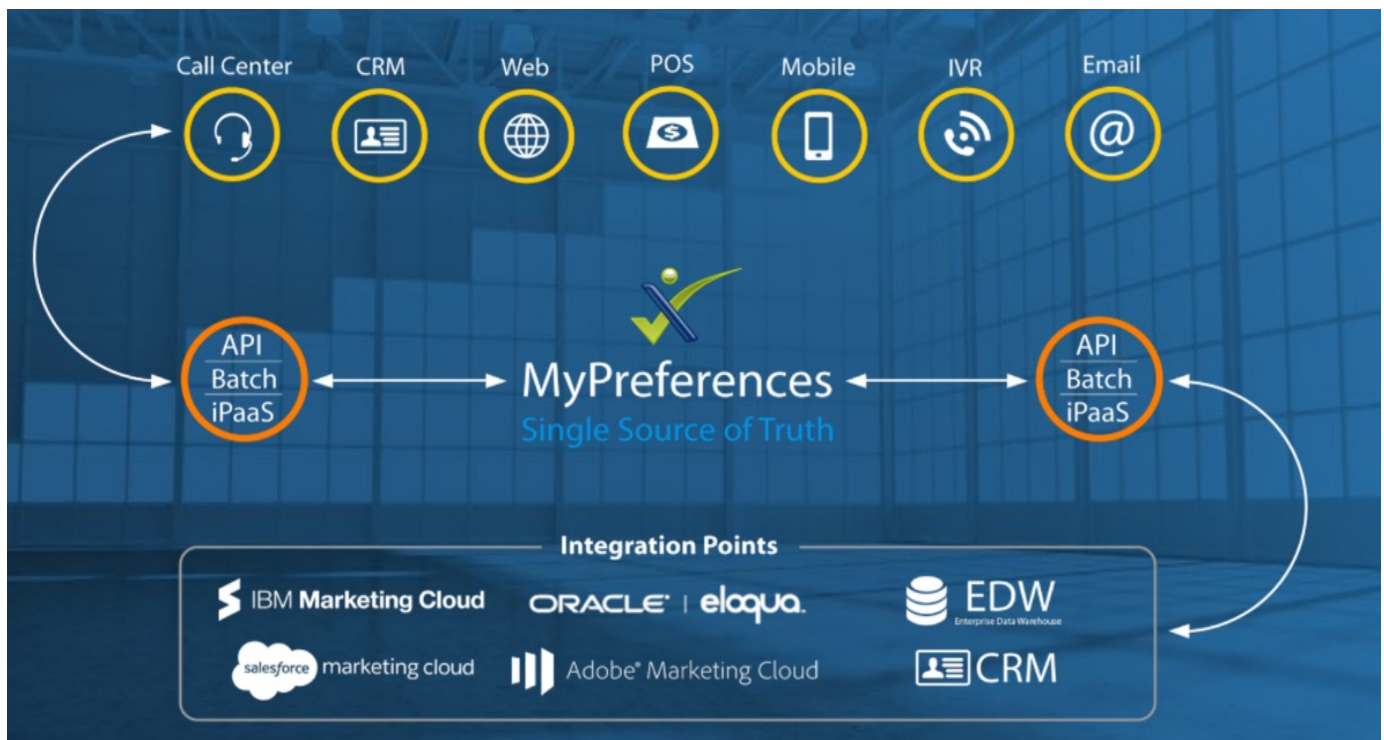 Call Center
CRM
Web
POS
Mobile
IVR
Email
$
@
API
Batch
iPaaS
MyPreferences
Single Source of Truth
API
Batch
iPaaS
Integration Points
IBM Marketing Cloud
ORACLE | eloqua.
EDW
Enterprise Data Warehouse
salesforce marketing cloud
Adobe® Marketing Cloud
CRM